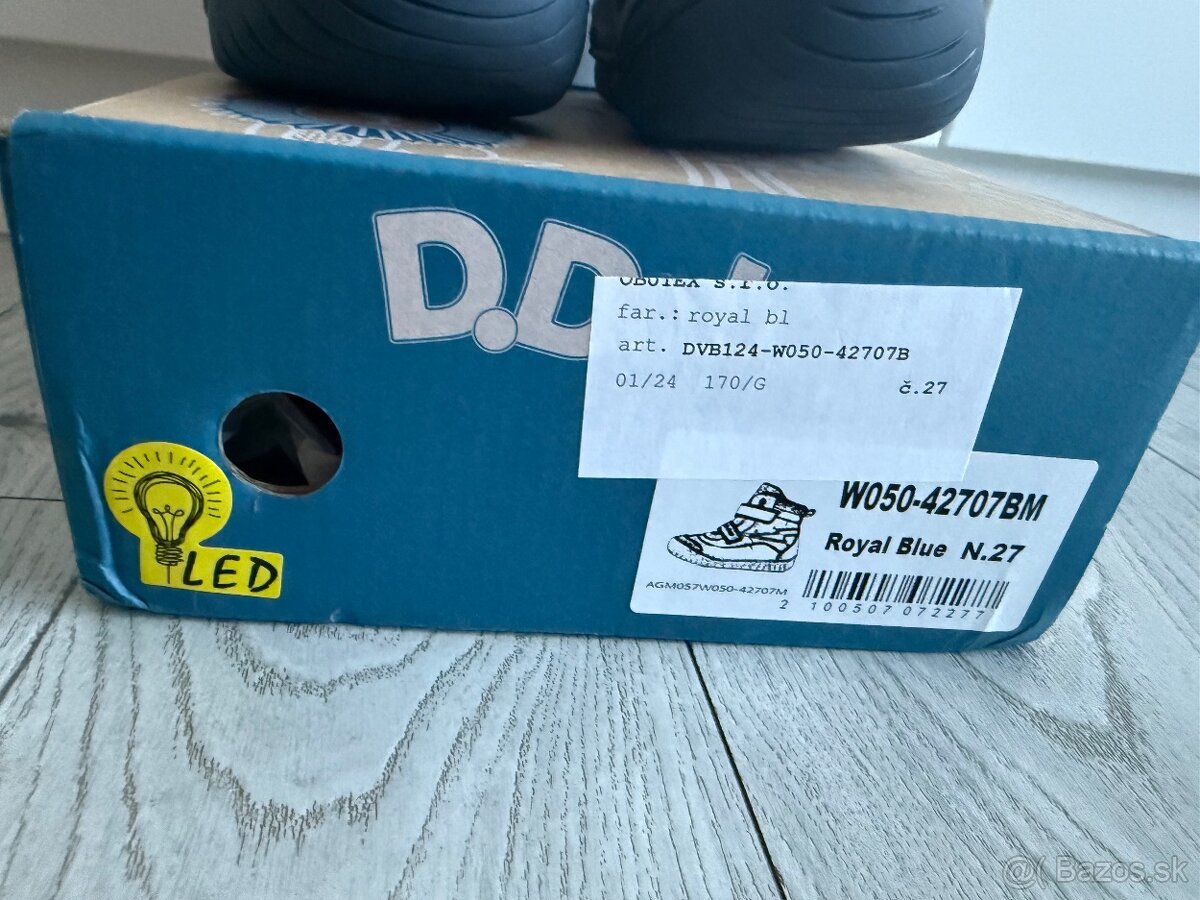 D.D.
OBUTEX s.r.o.
far.: royal bl
art. DVB124-W050-42707B
01/24 170/G č.27
W050-42707BM
Royal Blue N.27
AGM057W050-42707M
2 100507 072277
LED
@( Bazos.sk